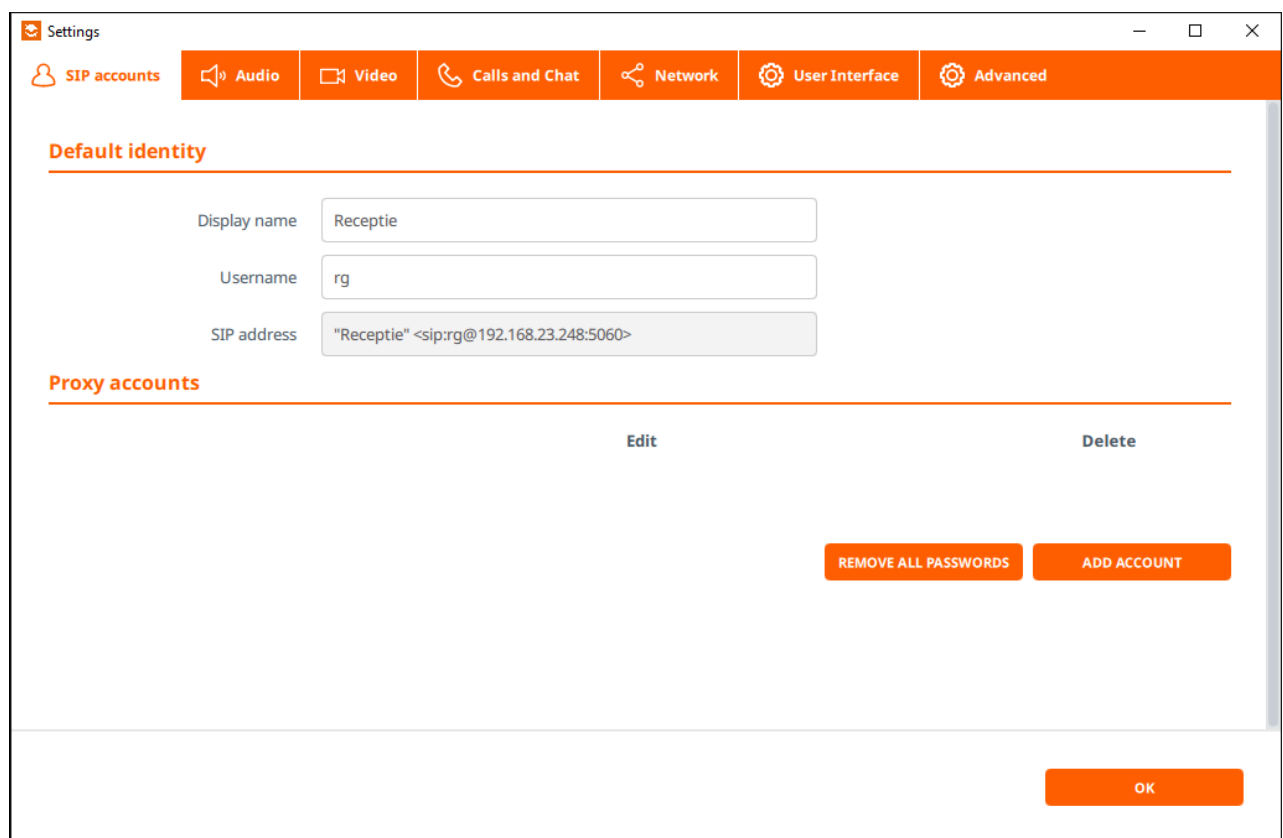 Settings
SIP accounts Audio Video Calls and Chat Network User Interface Advanced
Default identity
Display name Receptie
Username rg
SIP address "Receptie" <sip:rg@192.168.23.248:5060>
Proxy accounts
Edit Delete
REMOVE ALL PASSWORDS ADD ACCOUNT
OK